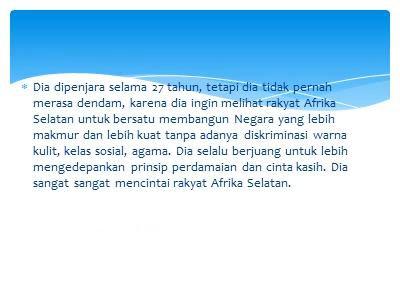 Dia dipenjara selama 27 tahun, tetapi dia tidak pernah
merasa dendam, karena dia ingin melihat rakyat Afrika
Selatan untuk bersatu membangun Negara yang lebih
makmur dan lebih kuat tanpa adanya diskriminasi warna
kulit, kelas sosial, agama. Dia selalu berjuang untuk lebih
mengedepankan prinsip perdamaian dan cinta kasih. Dia
sangat sangat mencintai rakyat Afrika Selatan.